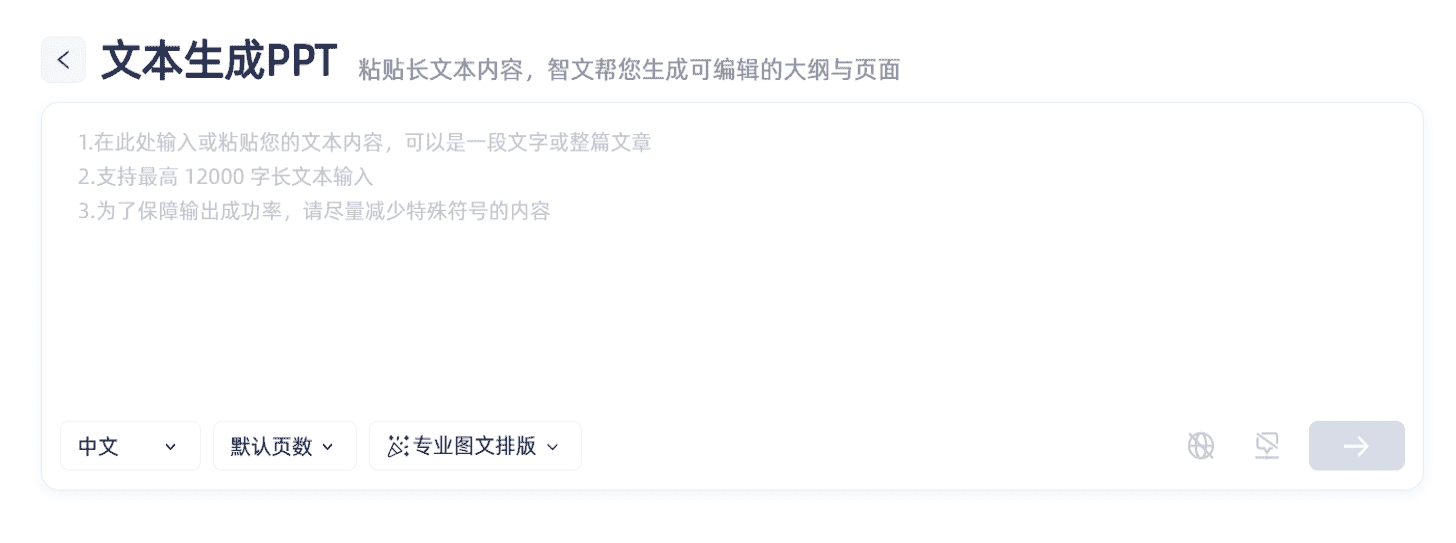 文本生成PPT 粘贴长文本内容，智文帮您生成可编辑的大纲与页面
1.在此处输入或粘贴您的文本内容，可以是一段文字或整篇文章
2.支持最高 12000 字长文本输入
3.为了保障输出成功率，请尽量减少特殊符号的内容
中文 默认页数 专业图文排版